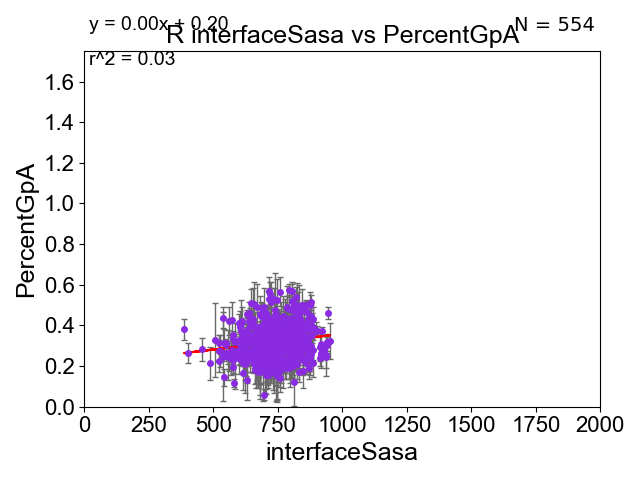 y = 0.00x + 0.20
N = 554
R interfaceSasa vs PercentGpA
r^2 = 0.03
PercentGpA
1.6
1.4
1.2
1.0
0.8
0.6
0.4
0.2
0.0
0 250 500 750 1000 1250 1500 1750 2000
interfaceSasa